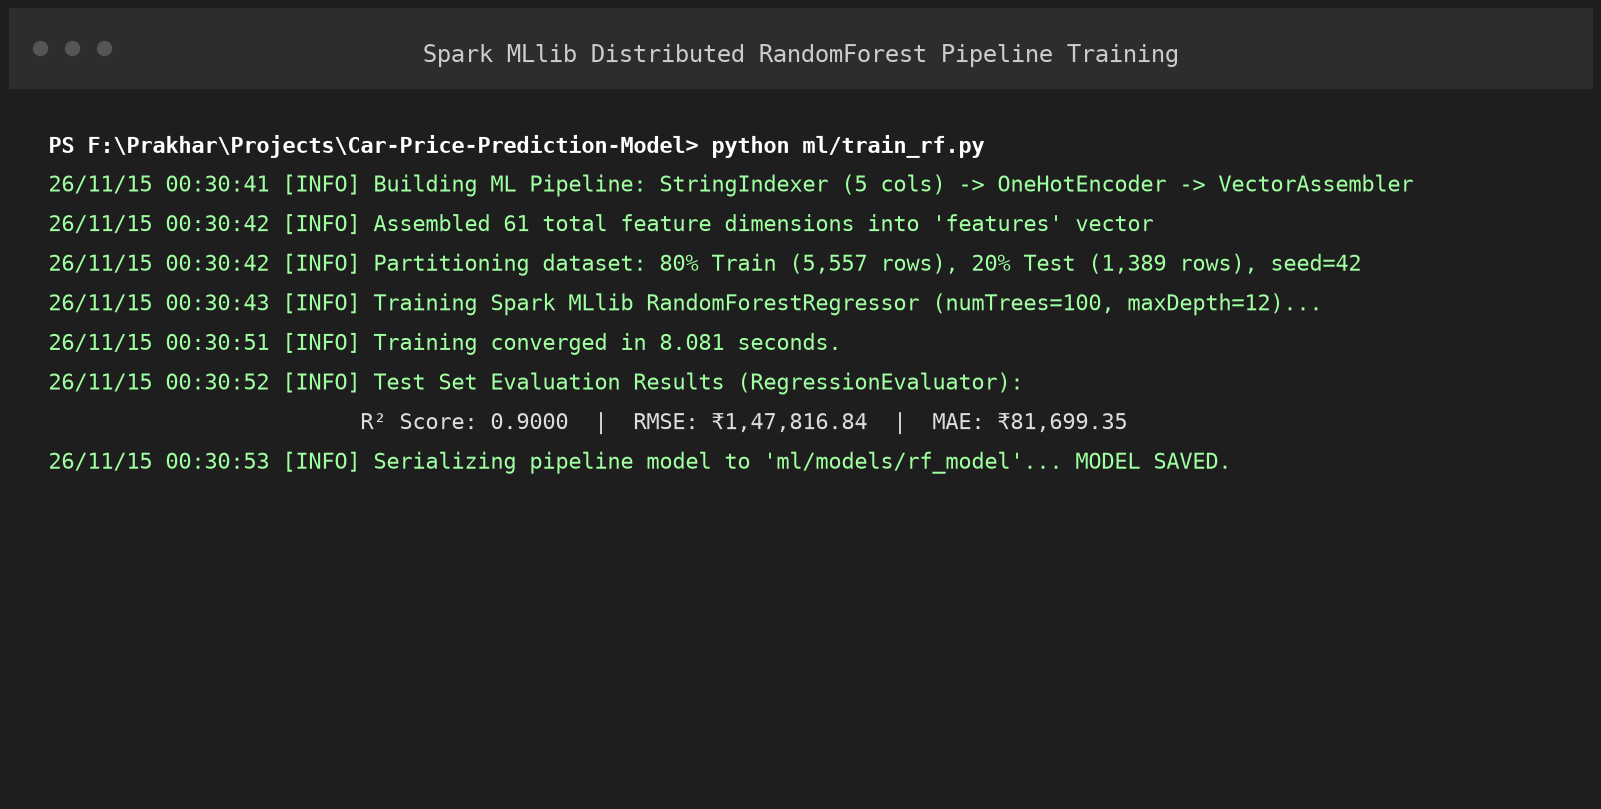 Spark MLlib Distributed RandomForest Pipeline Training
PS F:\Prakhar\Projects\Car-Price-Prediction-Model> python ml/train_rf.py
26/11/15 00:30:41 [INFO] Building ML Pipeline: StringIndexer (5 cols) -> OneHotEncoder -> VectorAssembler
26/11/15 00:30:42 [INFO] Assembled 61 total feature dimensions into 'features' vector
26/11/15 00:30:42 [INFO] Partitioning dataset: 80% Train (5,557 rows), 20% Test (1,389 rows), seed=42
26/11/15 00:30:43 [INFO] Training Spark MLlib RandomForestRegressor (numTrees=100, maxDepth=12)...
26/11/15 00:30:51 [INFO] Training converged in 8.081 seconds.
26/11/15 00:30:52 [INFO] Test Set Evaluation Results (RegressionEvaluator):
R² Score: 0.9000 | RMSE: ₹1,47,816.84 | MAE: ₹81,699.35
26/11/15 00:30:53 [INFO] Serializing pipeline model to 'ml/models/rf_model'... MODEL SAVED.